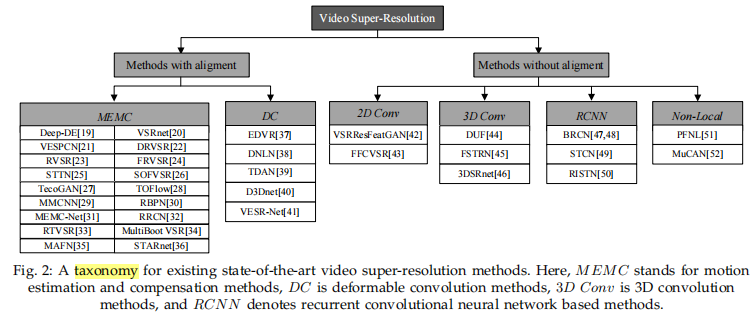 Video Super-Resolution
Methods with aligment
Methods without aligment
MEMC
Deep-DE[19] VSRnet[20]
VESPCN[21] DRVSR[22]
RVSR[23] FRVSR[24]
STTN[25] SOFVSR[26]
TecoGAN[27] TOFlow[28]
MMCNN[29] RBPN[30]
MEMC-Net[31] RRCN[32]
RTVSR[33] MultiBoot VSR[34]
MAFN[35] STARnet[36]
DC
EDVR[37]
DNLN[38]
TDAN[39]
D3Dnet[40]
VESR-Net[41]
2D Conv
VSRResFeatGAN[42]
FFCVSR[43]
3D Conv
DUF[44]
FSTRN[45]
3DSRnet[46]
RCNN
BRCN[47,48]
STCN[49]
RISTN[50]
Non-Local
PFNL[51]
MuCAN[52]
Fig. 2: A taxonomy for existing state-of-the-art video super-resolution methods. Here, MEMC stands for motion
estimation and compensation methods, DC is deformable convolution methods, 3D Conv is 3D convolution
methods, and RCNN denotes recurrent convolutional neural network based methods.